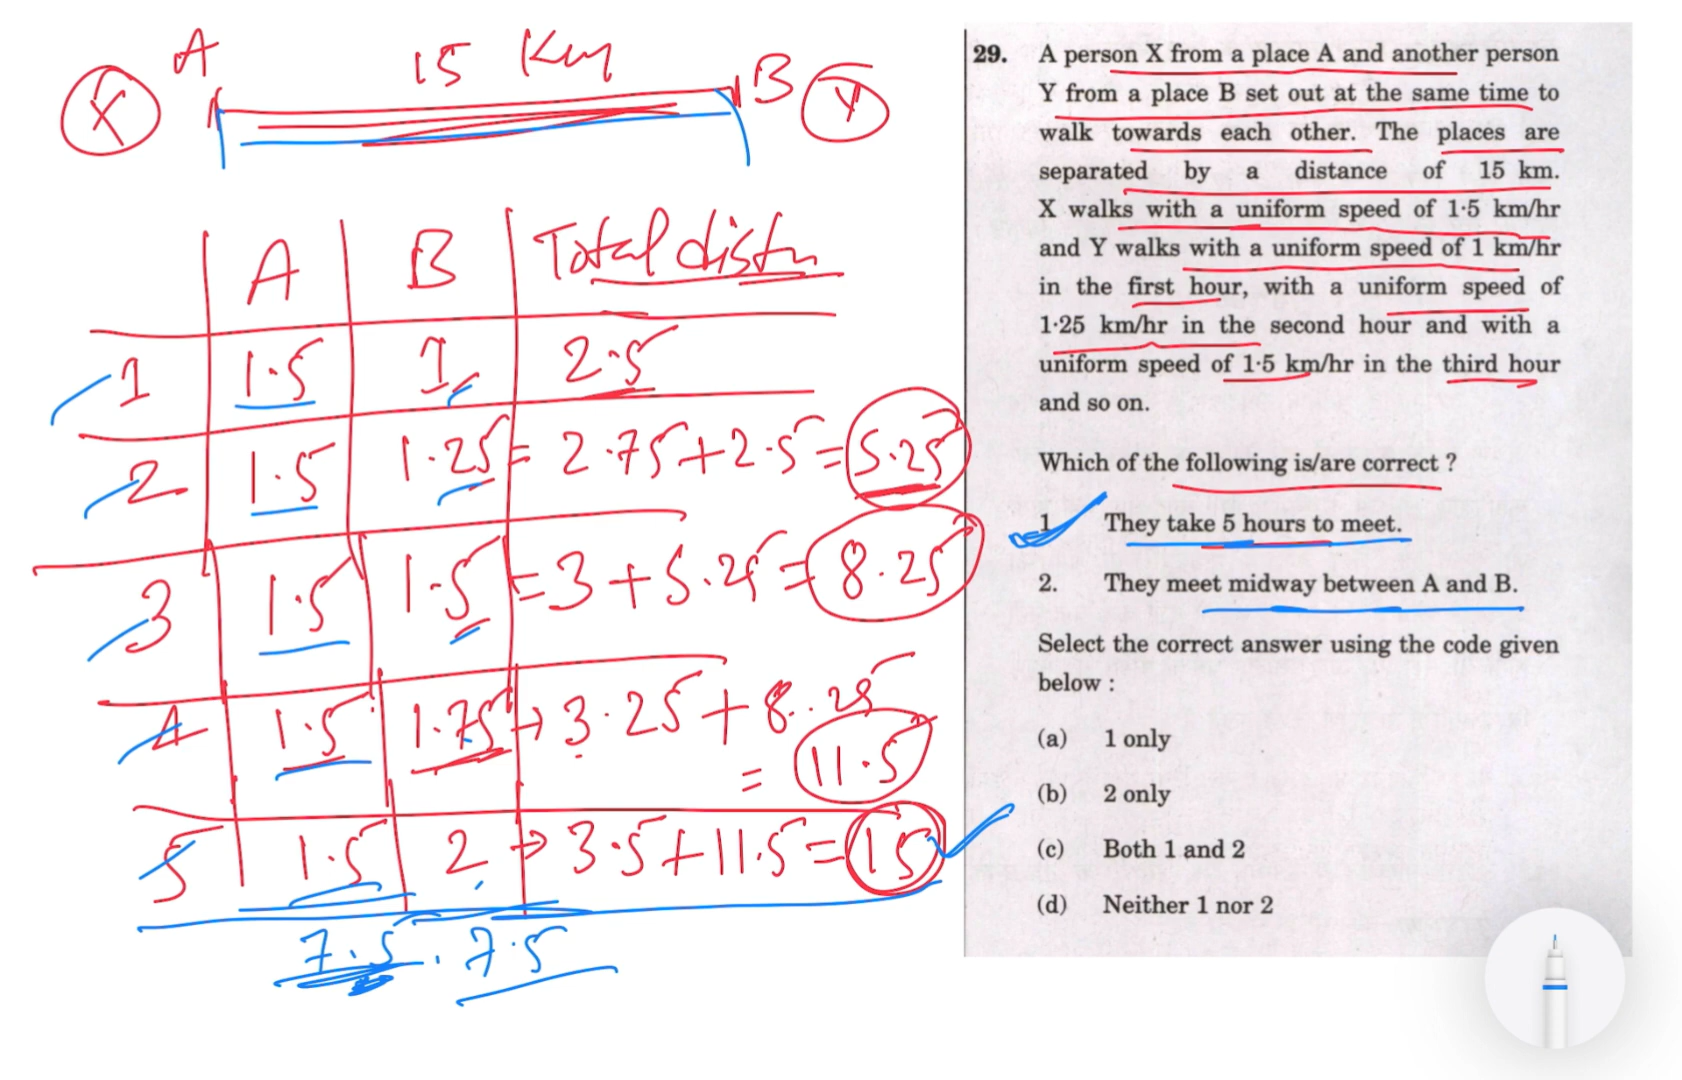 A 15 Km B
X Y
A B Total distn
1 1.5 1 2.5
2 1.5 1.25 = 2.75+2.5=5.25
3 1.5 1.5 =3+5.25=8.25
4 1.5 1.75 → 3.25+8.25
= 11.5
5 1.5 2 → 3.5+11.5=15
7.5 . 7.5
29. A person X from a place A and another person
Y from a place B set out at the same time to
walk towards each other. The places are
separated by a distance of 15 km.
X walks with a uniform speed of 1·5 km/hr
and Y walks with a uniform speed of 1 km/hr
in the first hour, with a uniform speed of
1·25 km/hr in the second hour and with a
uniform speed of 1·5 km/hr in the third hour
and so on.
Which of the following is/are correct ?
1 They take 5 hours to meet.
2. They meet midway between A and B.
Select the correct answer using the code given
below :
(a) 1 only
(b) 2 only
(c) Both 1 and 2
(d) Neither 1 nor 2